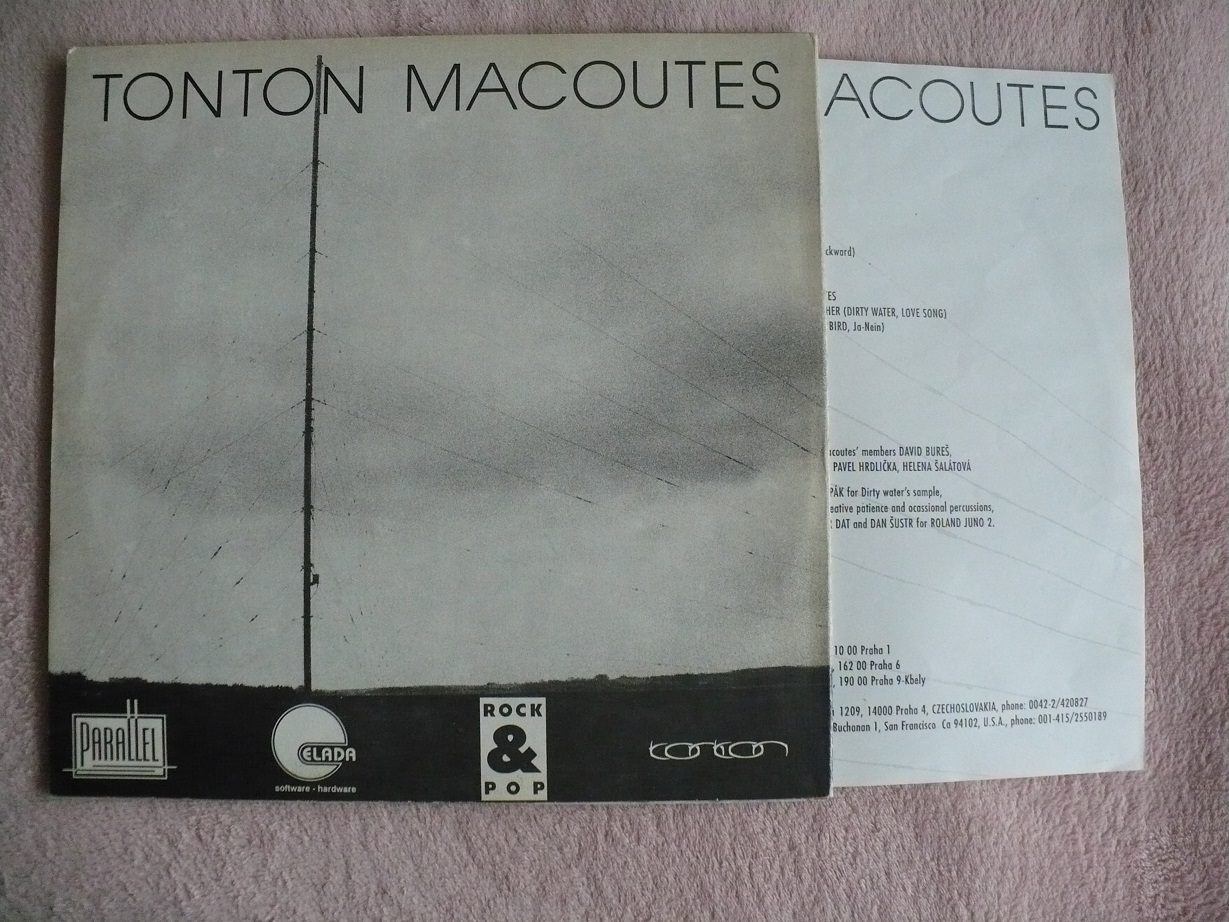 TONTON MACOUTES
PARALLEL
CELADA
software - hardware
ROCK
&
POP
tonton
ACOUTES
ckward)
ES
HER (DIRTY WATER, LOVE SONG)
BIRD, Ja-Nein)
acoutes' members DAVID BUREŠ,
PAVEL HRDLIČKA, HELENA ŠALÁTOVÁ
PÁK for Dirty water's sample,
eative patience and ocassional percussions,
DAT and DAN ŠUSTR for ROLAND JUNO 2.
10 00 Praha 1
, 162 00 Praha 6
, 190 00 Praha 9-Kbely
1209, 14000 Praha 4, CZECHOSLOVAKIA, phone: 0042-2/420827
Buchanan 1, San Francisco Ca 94102, U.S.A., phone: 001-415/2550189